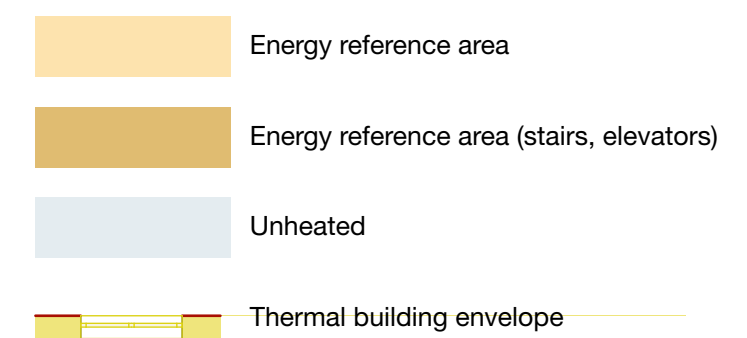 Energy reference area
Energy reference area (stairs, elevators)
Unheated
Thermal building envelope